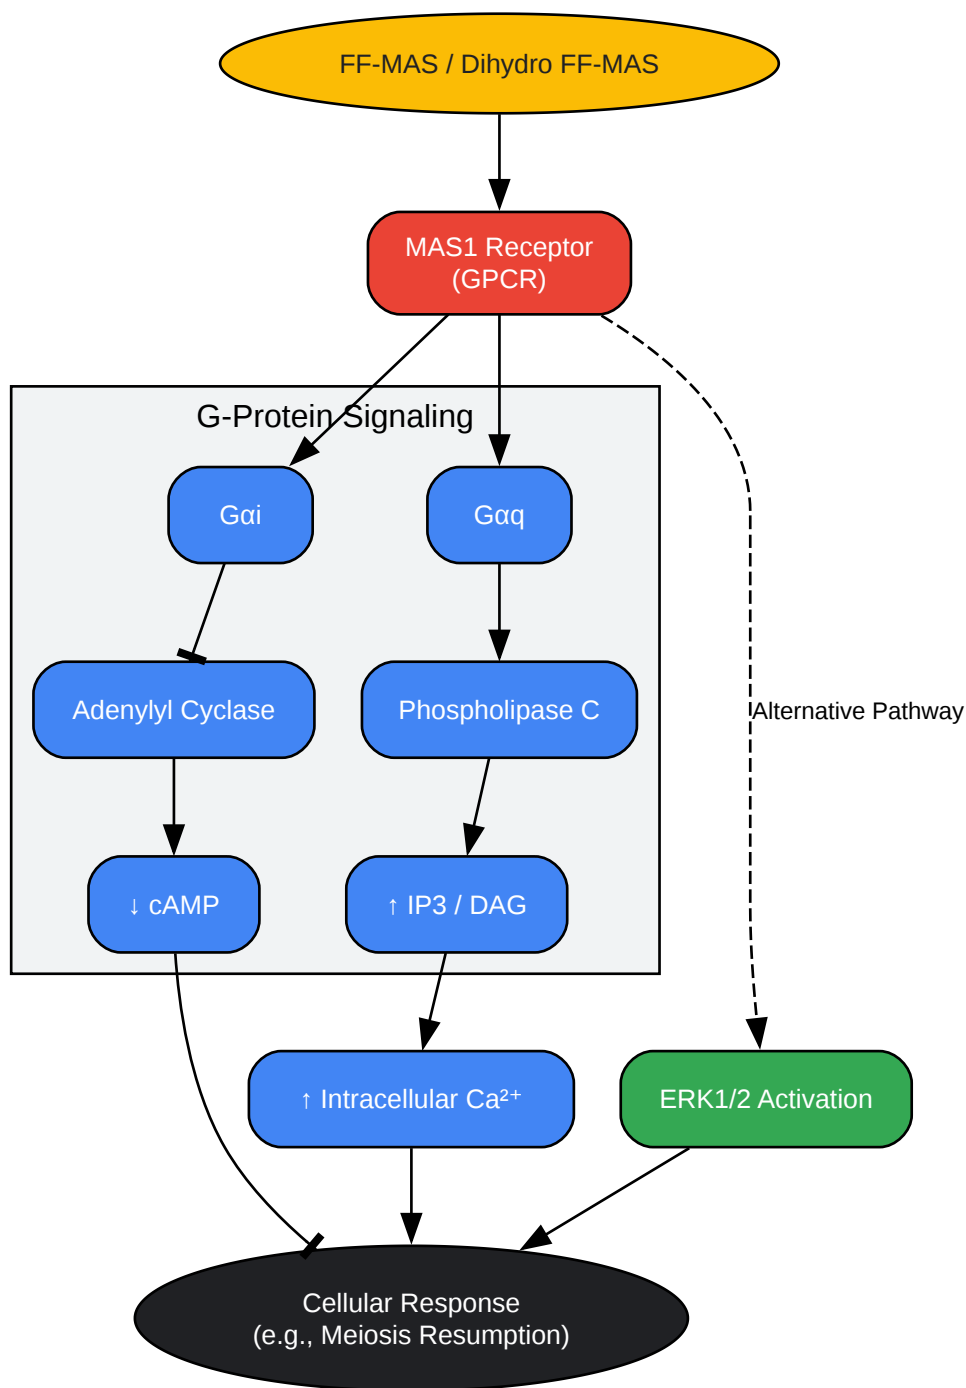 FF-MAS / Dihydro FF-MAS
MAS1 Receptor
(GPCR)
G-Protein Signaling
Gαi
Gαq
Adenylyl Cyclase
Phospholipase C
Alternative Pathway
↓ cAMP
↑ IP3 / DAG
↑ Intracellular Ca²⁺
ERK1/2 Activation
Cellular Response
(e.g., Meiosis Resumption)